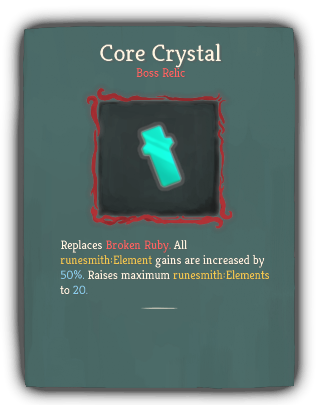 Core Crystal
Boss Relic
Replaces Broken Ruby. All
runesmith:Element gains are increased by
50%. Raises maximum runesmith:Elements
to 20.